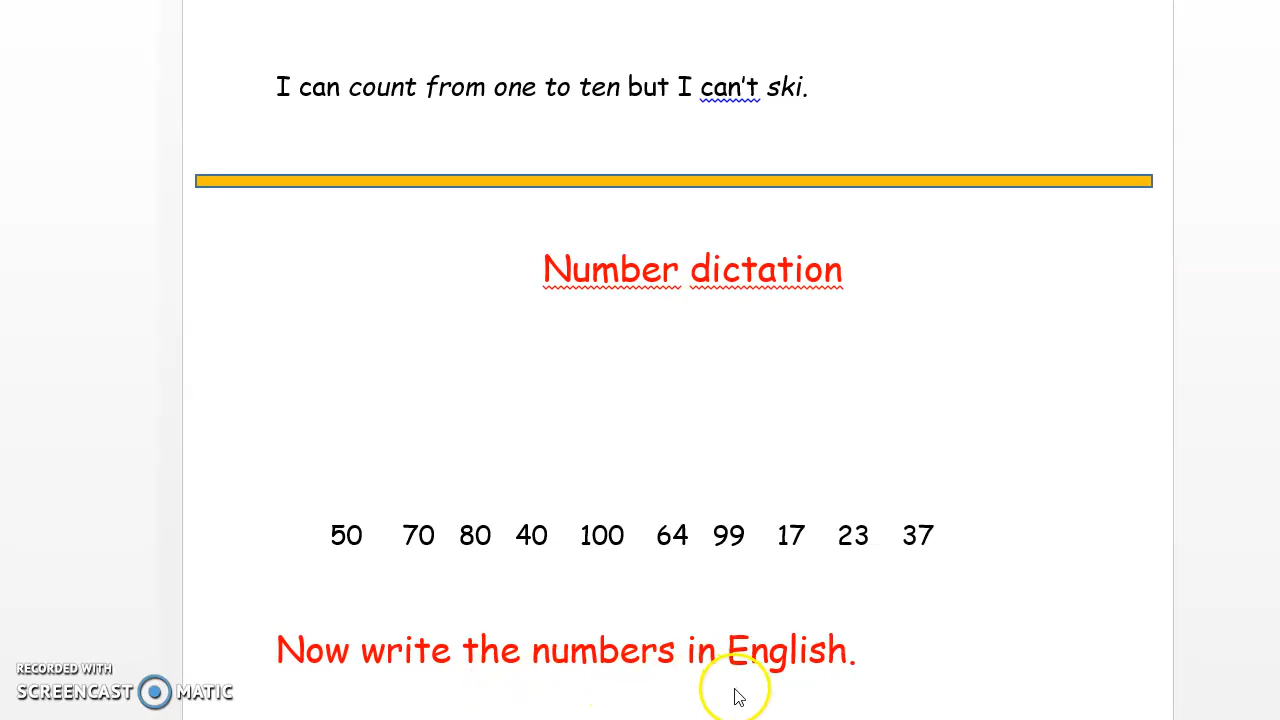 I can count from one to ten but I can't ski.
Number dictation
50 70 80 40 100 64 99 17 23 37
Now write the numbers in English.
RECORDED WITH
SCREENCAST MATIC